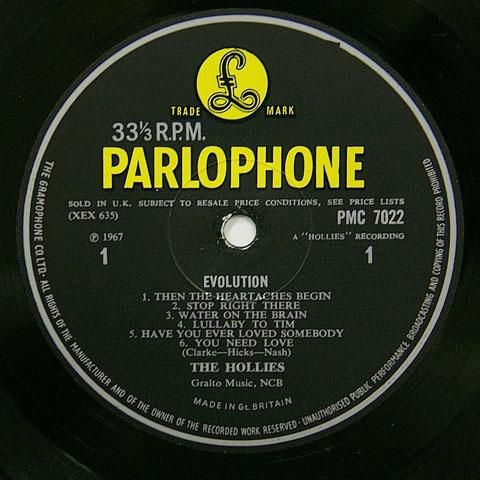 £
TRADE MARK
33⅓ R.P.M.
PARLOPHONE
SOLD IN U.K. SUBJECT TO RESALE PRICE CONDITIONS, SEE PRICE LISTS
(XEX 635) PMC 7022
℗ 1967 A "HOLLIES" RECORDING
1 1
EVOLUTION
1. THEN THE HEARTACHES BEGIN
2. STOP RIGHT THERE
3. WATER ON THE BRAIN
4. LULLABY TO TIM
5. HAVE YOU EVER LOVED SOMEBODY
6. YOU NEED LOVE
(Clarke—Hicks—Nash)
THE HOLLIES
Gralto Music, NCB
MADE IN GT. BRITAIN
THE GRAMOPHONE CO. LTD. · ALL RIGHTS OF THE MANUFACTURER AND OF THE OWNER OF THE RECORDED WORK RESERVED · UNAUTHORISED PUBLIC PERFORMANCE BROADCASTING AND COPYING OF THIS RECORD PROHIBITED